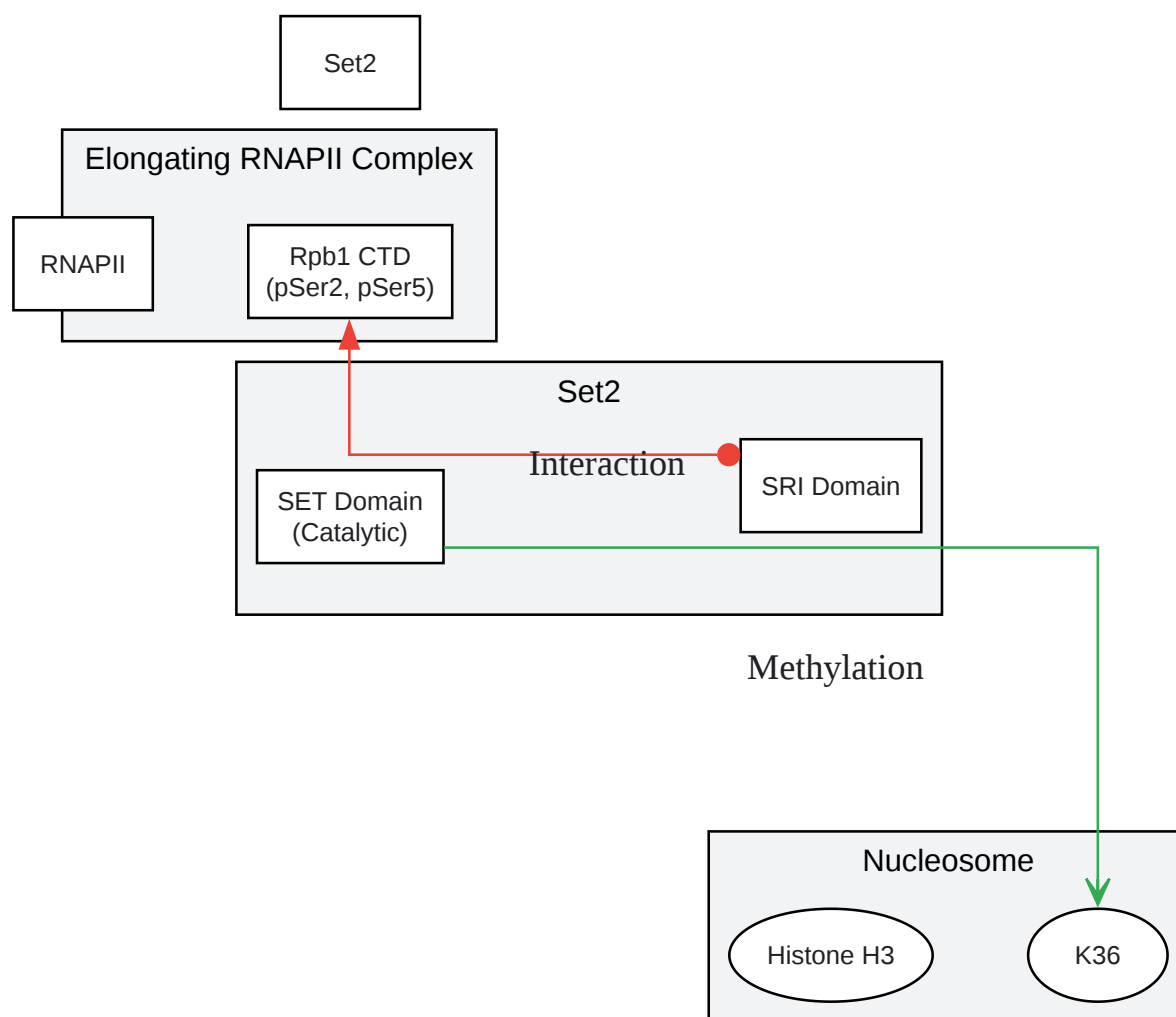 Set2
Elongating RNAPII Complex
RNAPII
Rpb1 CTD
(pSer2, pSer5)
Set2
Interaction
SRI Domain
SET Domain
(Catalytic)
Methylation
Nucleosome
Histone H3
K36